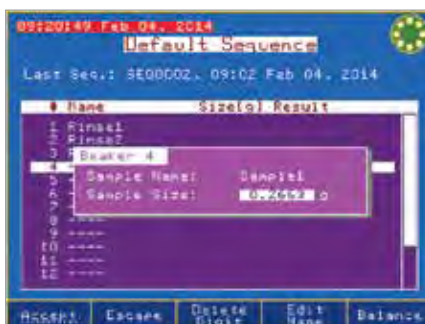 09:20:49 Feb 04, 2014
Default Sequence
Last Seq.: SEQ0002, 09:02 Feb 04, 2014
# Name Size(g) Result
1 Rinse1
2 Rinse2
3
4
5
6 ----
7 ----
8 ----
9 ----
10 ----
11 ----
12 ----
Beaker 4
Sample Name: Sample1
Sample Size: 0.2663 g
Accept Escape Delete Digit Edit Name Balance